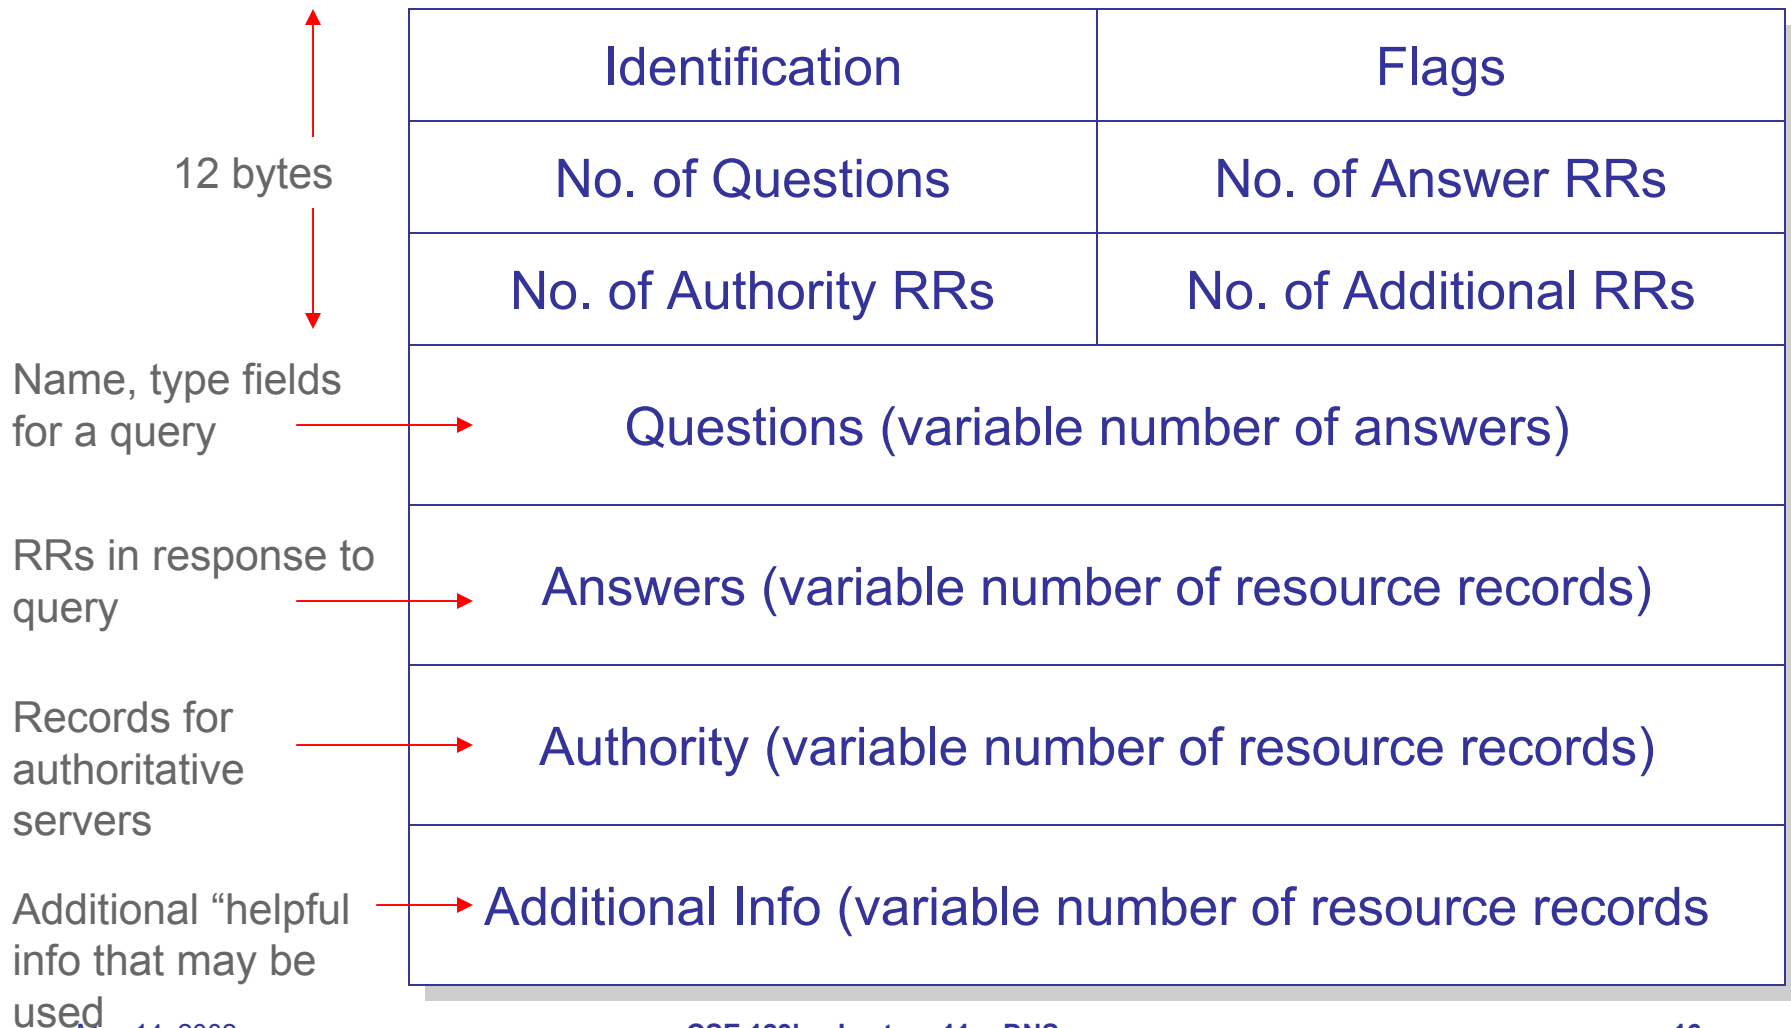 Identification
Flags
12 bytes
No. of Questions
No. of Answer RRs
No. of Authority RRs
No. of Additional RRs
Name, type fields
for a query
Questions (variable number of answers)
RRs in response to
query
Answers (variable number of resource records)
Records for
authoritative
servers
Authority (variable number of resource records)
Additional “helpful
info that may be
used
Additional Info (variable number of resource records